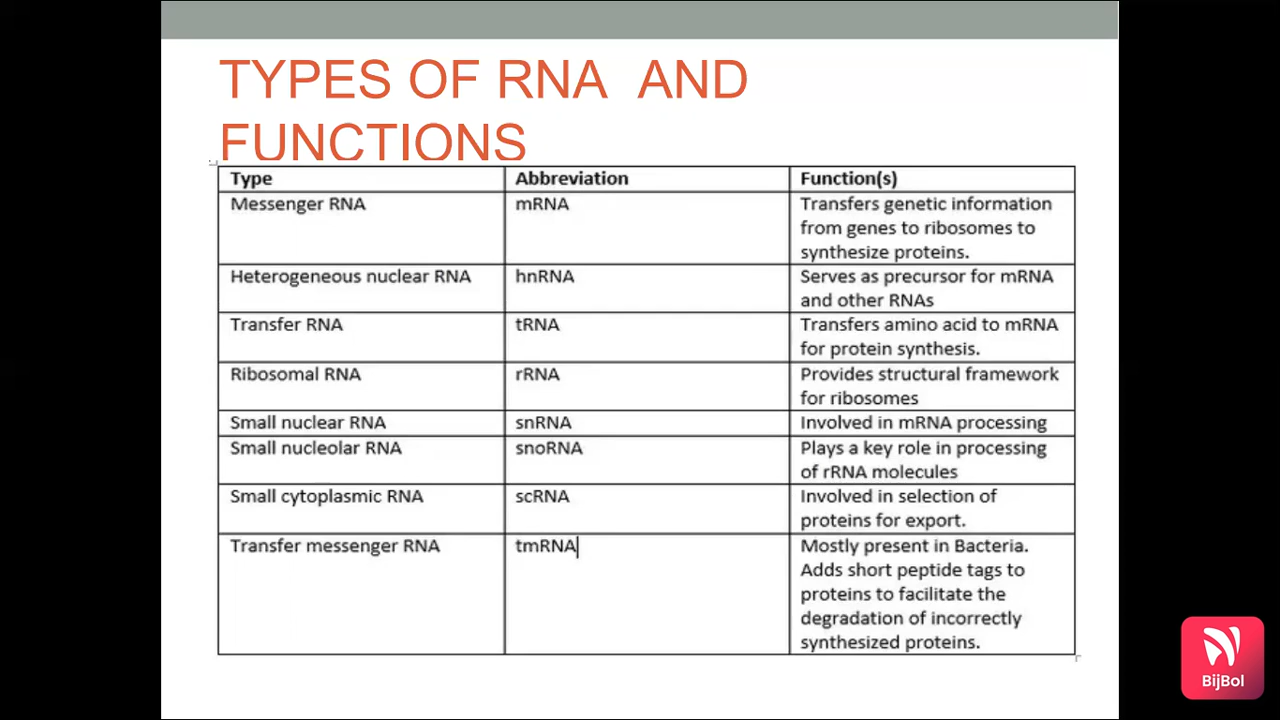 TYPES OF RNA AND
FUNCTIONS
Type Abbreviation Function(s)
Messenger RNA mRNA Transfers genetic information
from genes to ribosomes to
synthesize proteins.
Heterogeneous nuclear RNA hnRNA Serves as precursor for mRNA
and other RNAs
Transfer RNA tRNA Transfers amino acid to mRNA
for protein synthesis.
Ribosomal RNA rRNA Provides structural framework
for ribosomes
Small nuclear RNA snRNA Involved in mRNA processing
Small nucleolar RNA snoRNA Plays a key role in processing
of rRNA molecules
Small cytoplasmic RNA scRNA Involved in selection of
proteins for export.
Transfer messenger RNA tmRNA Mostly present in Bacteria.
Adds short peptide tags to
proteins to facilitate the
degradation of incorrectly
synthesized proteins.
BijBol